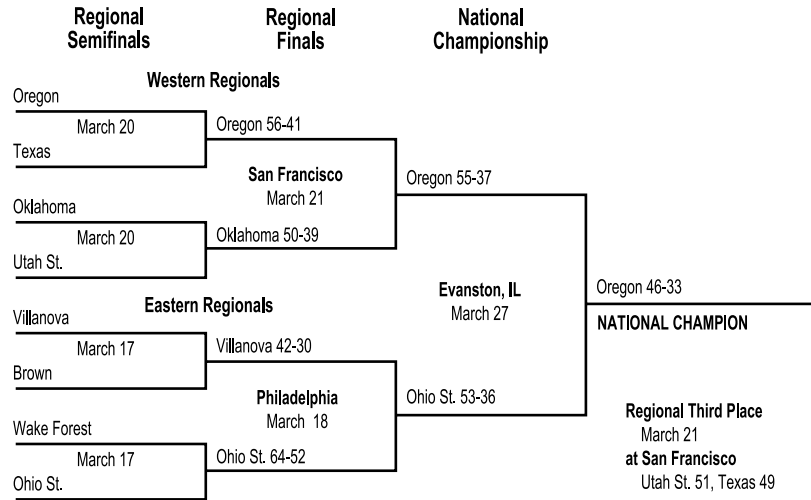 Regional
Semifinals
Regional
Finals
National
Championship
Western Regionals
Oregon
March 20
Texas
Oregon 56-41
San Francisco
March 21
Oklahoma
March 20
Utah St.
Oklahoma 50-39
Oregon 55-37
Eastern Regionals
Villanova
March 17
Brown
Villanova 42-30
Philadelphia
March 18
Wake Forest
March 17
Ohio St.
Ohio St. 64-52
Ohio St. 53-36
Evanston, IL
March 27
Oregon 46-33
NATIONAL CHAMPION
Regional Third Place
March 21
at San Francisco
Utah St. 51, Texas 49